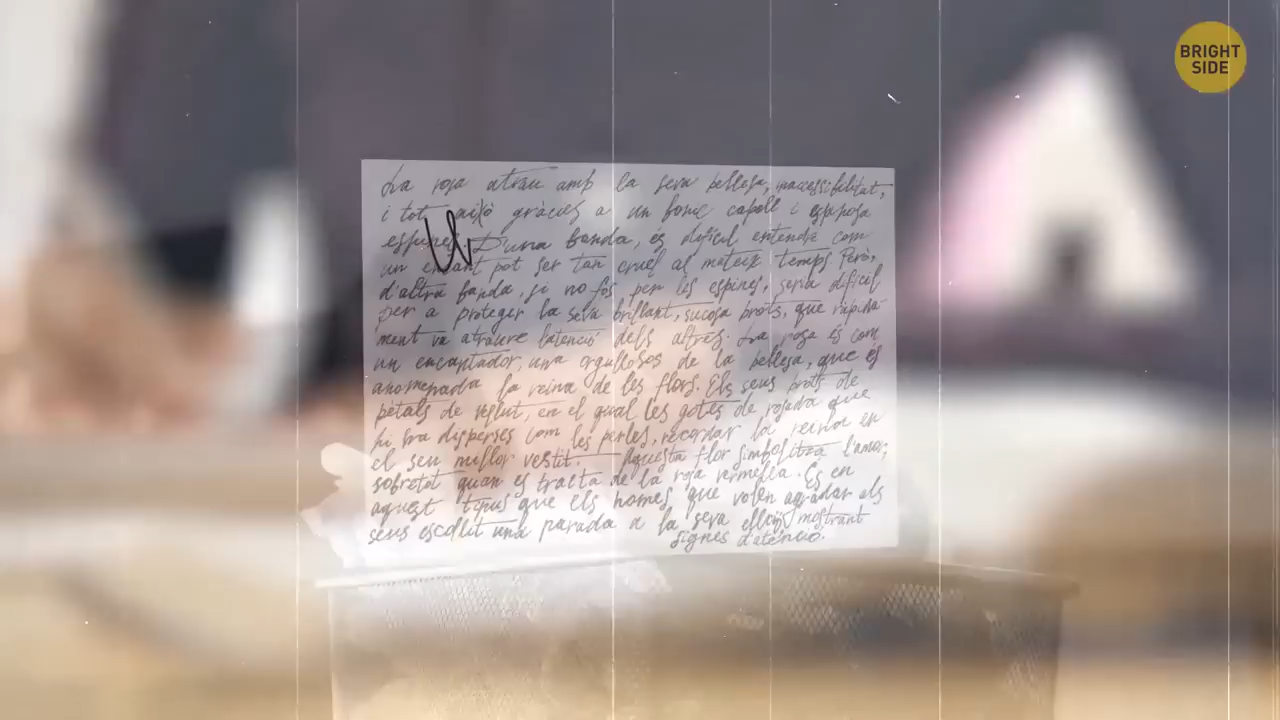 BRIGHT
SIDE
La rosa atrau amb la seva bellesa, inaccessibilitat,
i tot això gràcies a un bonic capoll i espinosa
espines. D'una banda, és difícil entendre com
un encant pot ser tan cruel al mateix temps Però,
d'altra banda, si no fos per les espines, seria difícil
per a protegir la seva brillant, sucosa brots, que ràpida-
ment va atraure l'atenció dels altres. La rosa és com
un encantador, una orgullosos de la bellesa, que és
anomenada la reina de les flors. Els seus brots de
pètals de vellut, en el qual les gotes de rosada que
hi ha disperses com les perles, recordar la reina en
el seu millor vestit. Aquesta flor simbolitza l'amor,
sobretot quan es tracta de la roja vermella. És en
aquest tipus que els homes que volen agradar als
seus escollit una parada a la seva elecció mostrant
signes d'atenció.